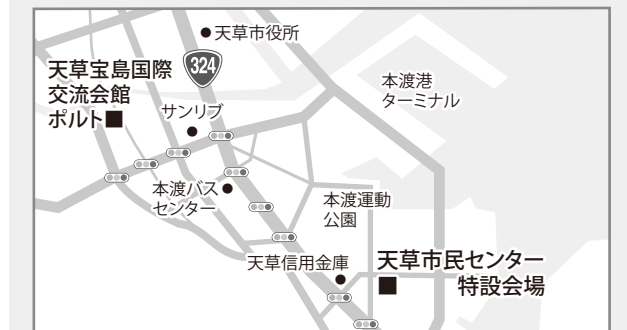 ●天草市役所
324
天草宝島国際
交流会館
ポルト■
本渡港
ターミナル
サンリブ
本渡バス
センター
本渡運動
公園
天草信用金庫
天草市民センター
特設会場